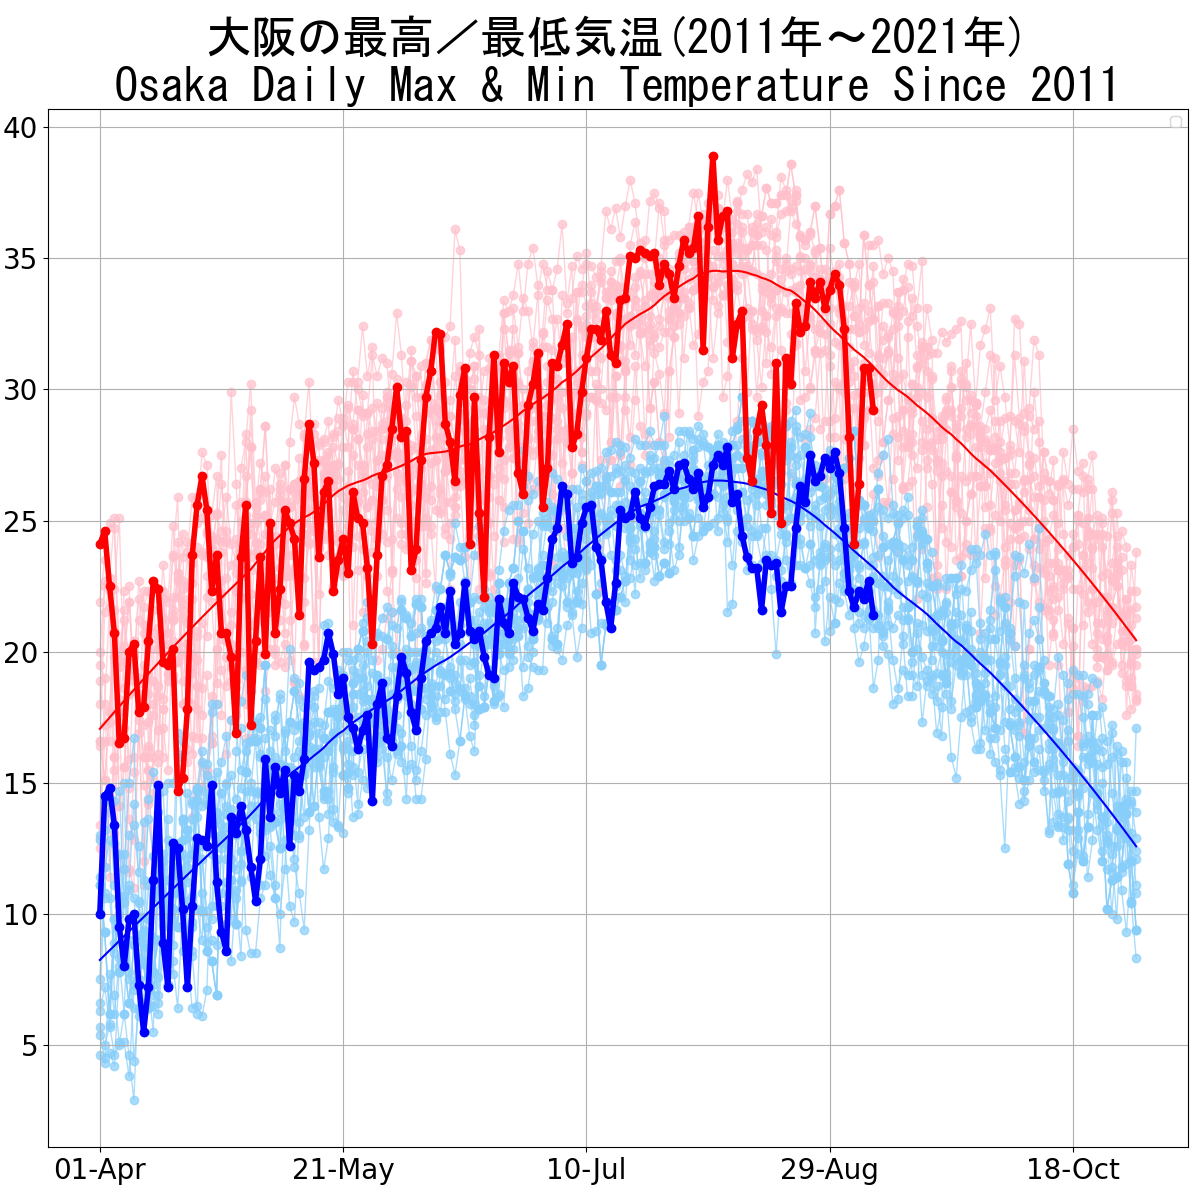 大阪の最高／最低気温(2011年～2021年)
Osaka Daily Max & Min Temperature Since 2011
40
35
30
25
20
15
10
5
01-Apr 21-May 10-Jul 29-Aug 18-Oct